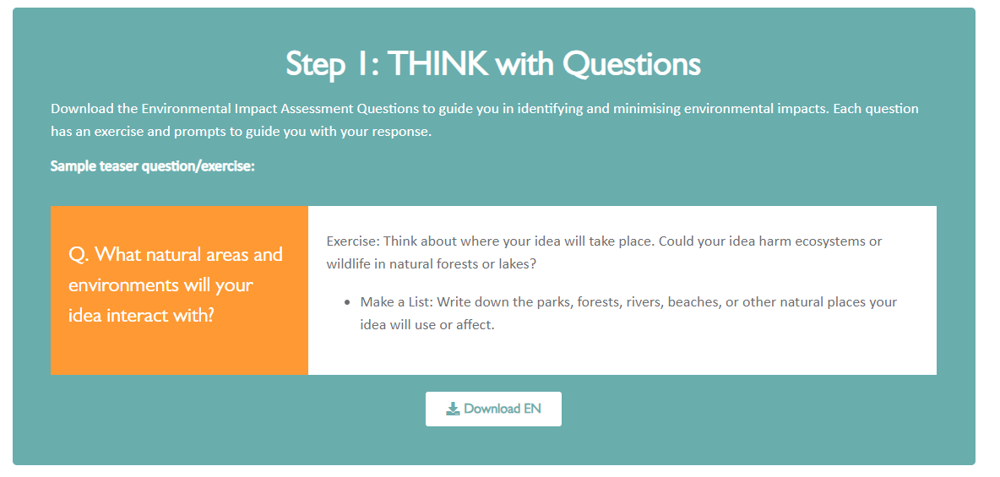 Step 1: THINK with Questions
Download the Environmental Impact Assessment Questions to guide you in identifying and minimising environmental impacts. Each question
has an exercise and prompts to guide you with your response.
Sample teaser question/exercise:
Q. What natural areas and
environments will your
idea interact with?
Exercise: Think about where your idea will take place. Could your idea harm ecosystems or
wildlife in natural forests or lakes?
• Make a List: Write down the parks, forests, rivers, beaches, or other natural places your
idea will use or affect.
Download EN